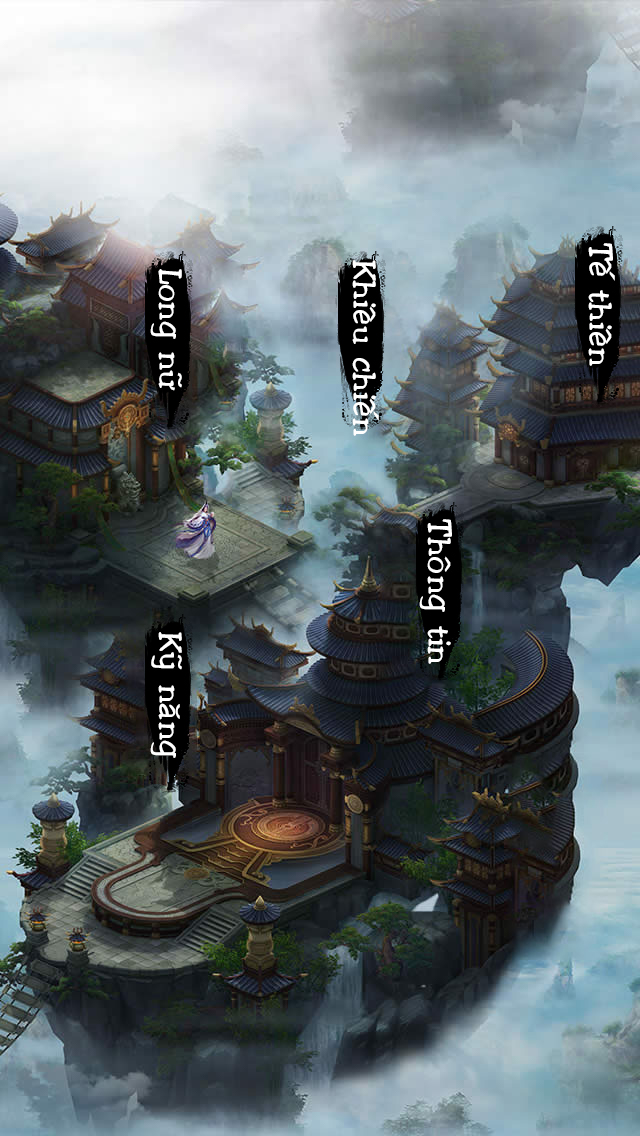 Long nữ
Khiêu chiến
Tế thiên
Thông tin
Kỹ năng